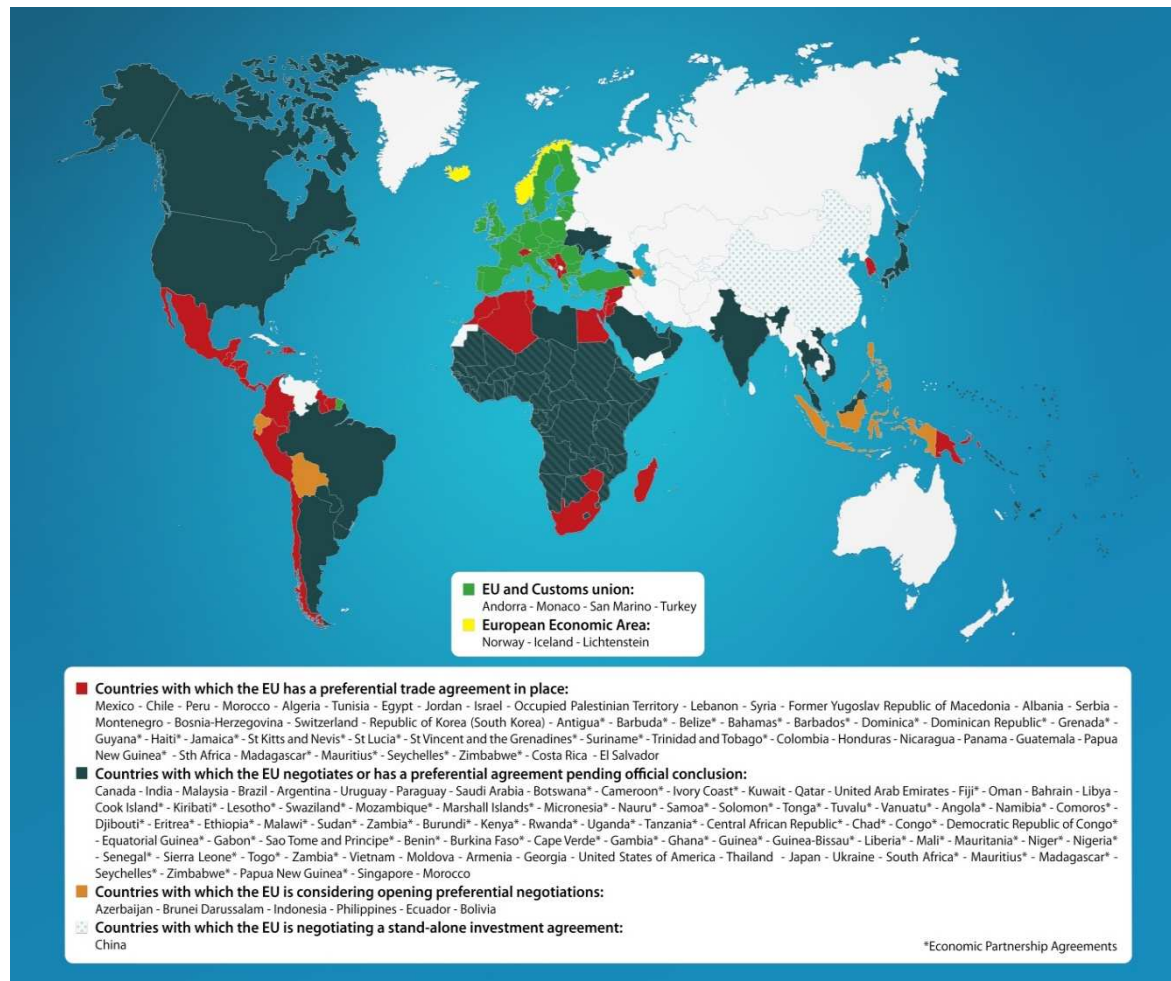 EU and Customs union:
Andorra - Monaco - San Marino - Turkey
European Economic Area:
Norway - Iceland - Lichtenstein
Countries with which the EU has a preferential trade agreement in place:
Mexico - Chile - Peru - Morocco - Algeria - Tunisia - Egypt - Jordan - Israel - Occupied Palestinian Territory - Lebanon - Syria - Former Yugoslav Republic of Macedonia - Albania - Serbia -
Montenegro - Bosnia-Herzegovina - Switzerland - Republic of Korea (South Korea) - Antigua* - Barbuda* - Belize* - Bahamas* - Barbados* - Dominica* - Dominican Republic* - Grenada* -
Guyana* - Haiti* - Jamaica* - St Kitts and Nevis* - St Lucia* - St Vincent and the Grenadines* - Suriname* - Trinidad and Tobago* - Colombia - Honduras - Nicaragua - Panama - Guatemala - Papua
New Guinea* - Sth Africa - Madagascar* - Mauritius* - Seychelles* - Zimbabwe* - Costa Rica - El Salvador
Countries with which the EU negotiates or has a preferential agreement pending official conclusion:
Canada - India - Malaysia - Brazil - Argentina - Uruguay - Paraguay - Saudi Arabia - Botswana* - Cameroon* - Ivory Coast* - Kuwait - Qatar - United Arab Emirates - Fiji* - Oman - Bahrain - Libya -
Cook Island* - Kiribati* - Lesotho* - Swaziland* - Mozambique* - Marshall Islands* - Micronesia* - Nauru* - Samoa* - Solomon* - Tonga* - Tuvalu* - Vanuatu* - Angola* - Namibia* - Comoros* -
Djibouti* - Eritrea* - Ethiopia* - Malawi* - Sudan* - Zambia* - Burundi* - Kenya* - Rwanda* - Uganda* - Tanzania* - Central African Republic* - Chad* - Congo* - Democratic Republic of Congo*
- Equatorial Guinea* - Gabon* - Sao Tome and Principe* - Benin* - Burkina Faso* - Cape Verde* - Gambia* - Ghana* - Guinea* - Guinea-Bissau* - Liberia* - Mali* - Mauritania* - Niger* - Nigeria*
- Senegal* - Sierra Leone* - Togo* - Zambia* - Vietnam - Moldova - Armenia - Georgia - United States of America - Thailand - Japan - Ukraine - South Africa* - Mauritius* - Madagascar* -
Seychelles* - Zimbabwe* - Papua New Guinea* - Singapore - Morocco
Countries with which the EU is considering opening preferential negotiations:
Azerbaijan - Brunei Darussalam - Indonesia - Philippines - Ecuador - Bolivia
Countries with which the EU is negotiating a stand-alone investment agreement:
China
*Economic Partnership Agreements